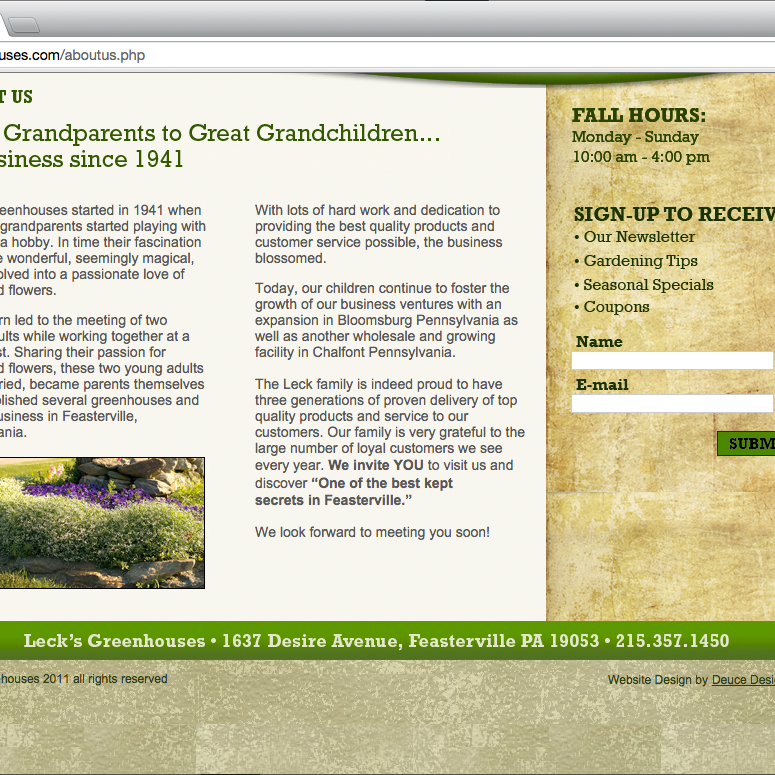 uses.com/aboutus.php
T US
Grandparents to Great Grandchildren...
siness since 1941
eenhouses started in 1941 when
grandparents started playing with
a hobby. In time their fascination
e wonderful, seemingly magical,
olved into a passionate love of
d flowers.
rn led to the meeting of two
ults while working together at a
st. Sharing their passion for
d flowers, these two young adults
ried, became parents themselves
blished several greenhouses and
usiness in Feasterville,
ania.
With lots of hard work and dedication to
providing the best quality products and
customer service possible, the business
blossomed.
Today, our children continue to foster the
growth of our business ventures with an
expansion in Bloomsburg Pennsylvania as
well as another wholesale and growing
facility in Chalfont Pennsylvania.
The Leck family is indeed proud to have
three generations of proven delivery of top
quality products and service to our
customers. Our family is very grateful to the
large number of loyal customers we see
every year. We invite YOU to visit us and
discover “One of the best kept
secrets in Feasterville.”
We look forward to meeting you soon!
FALL HOURS:
Monday - Sunday
10:00 am - 4:00 pm
SIGN-UP TO RECEIV
• Our Newsletter
• Gardening Tips
• Seasonal Specials
• Coupons
Name
E-mail
SUBM
Leck's Greenhouses • 1637 Desire Avenue, Feasterville PA 19053 • 215.357.1450
houses 2011 all rights reserved
Website Design by Deuce Desi